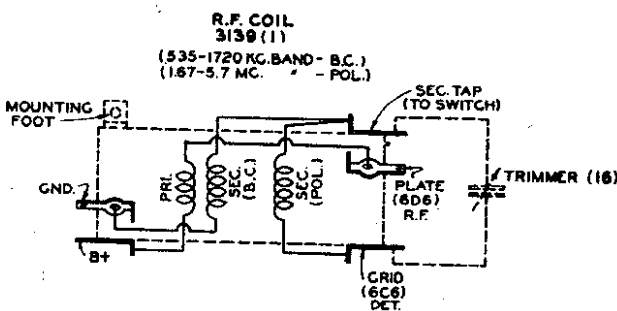 R.F. COIL
3139 (1)
(.535-1720 KC. BAND - B.C.)
(1.67-5.7 MC. " - POL.)
MOUNTING
FOOT
SEC. TAP
(TO SWITCH)
GND.
PRI.
SEC.
(B.C.)
SEC.
(POL.)
PLATE
(6D6)
R.F.
TRIMMER (16)
B+
GRID
(6C6)
DET.